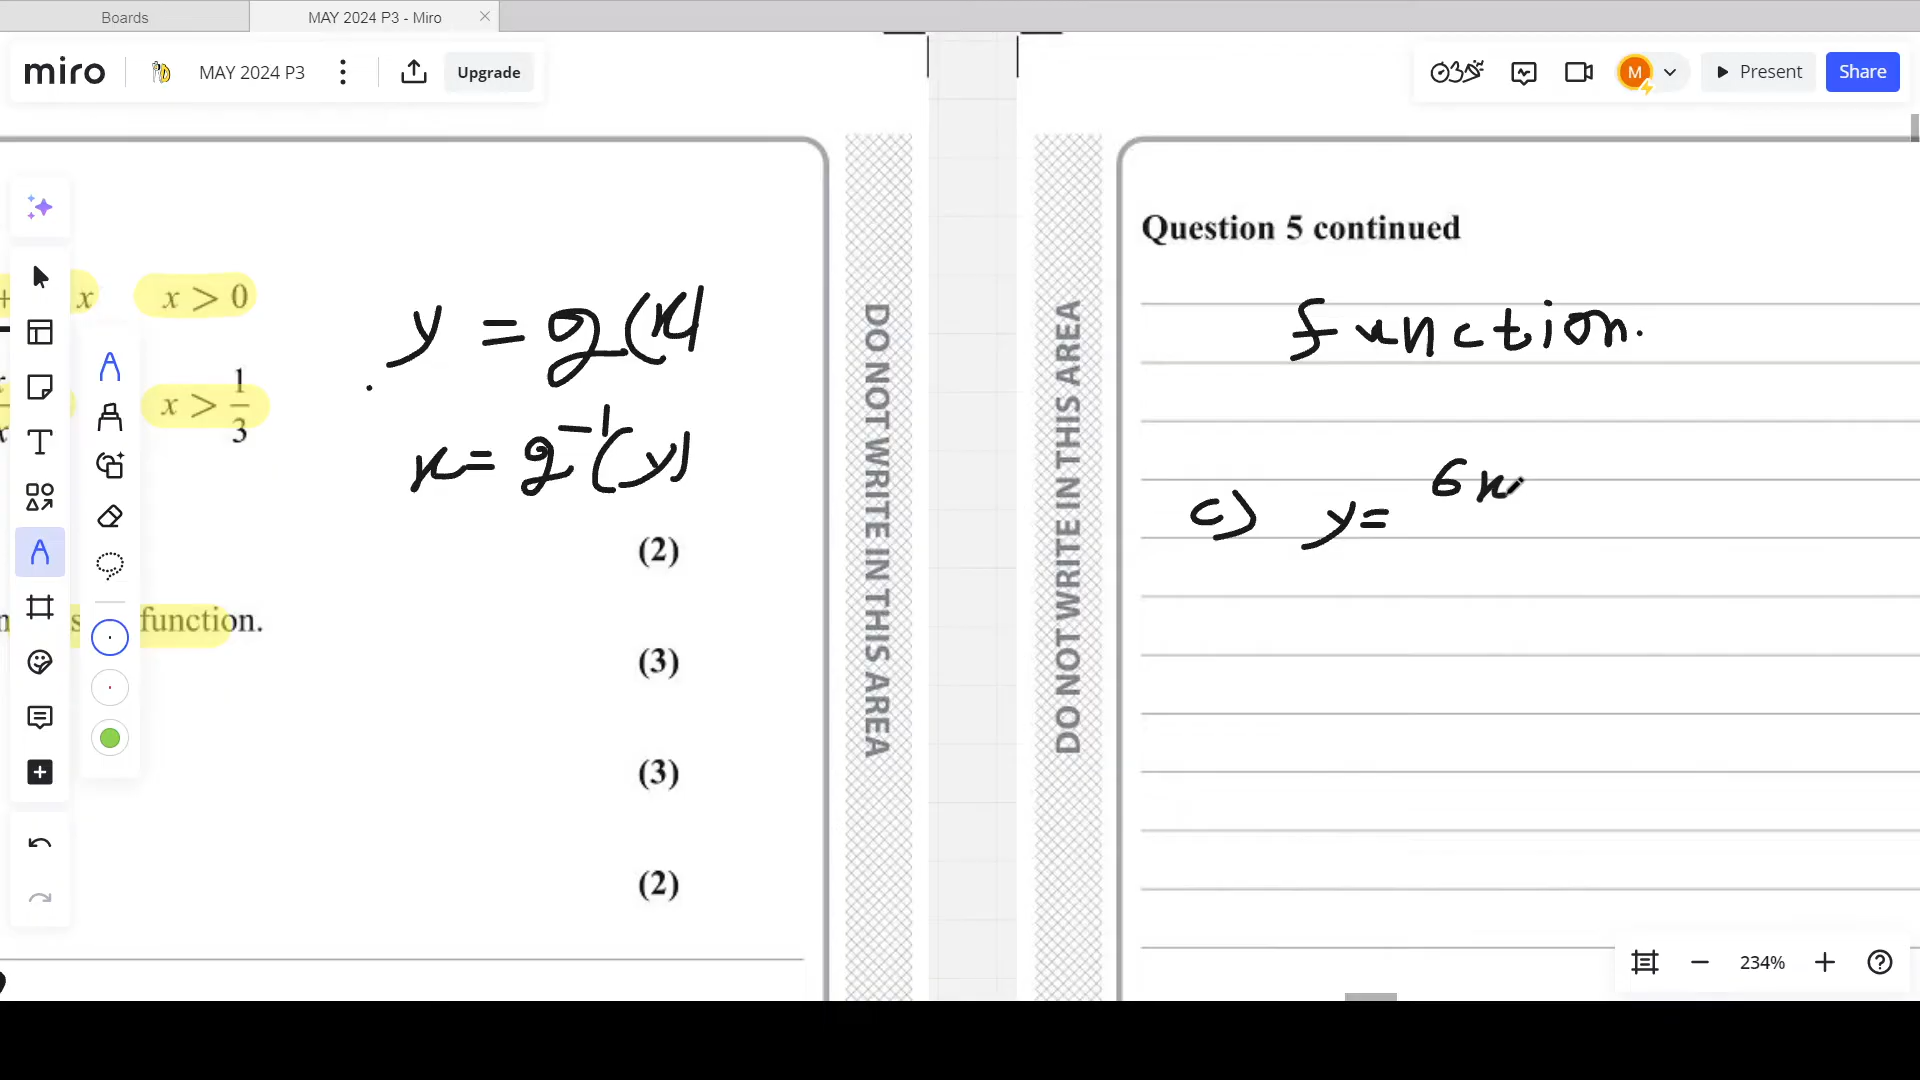 Boards
MAY 2024 P3 - Miro
miro
MAY 2024 P3
Upgrade
M
Present
Share
x
x > 0
x > 1/3
y = g(x)
x = g⁻¹(y)
(2)
function.
(3)
(3)
(2)
DO NOT WRITE IN THIS AREA
DO NOT WRITE IN THIS AREA
Question 5 continued
function.
c) y = 6x
234%